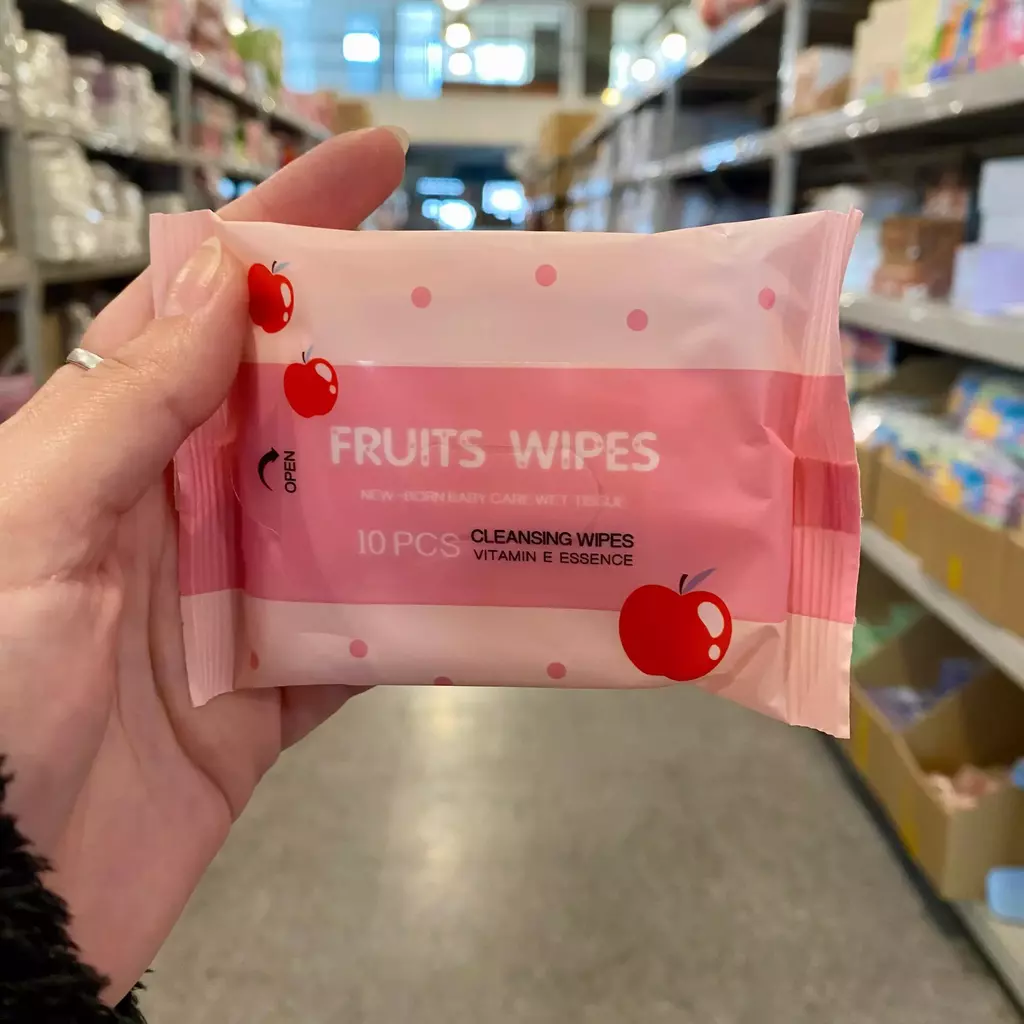 OPEN
FRUITS WIPES
NEW-BORN BABY CARE WET TISSUE
10 PCS
CLEANSING WIPES
VITAMIN E ESSENCE